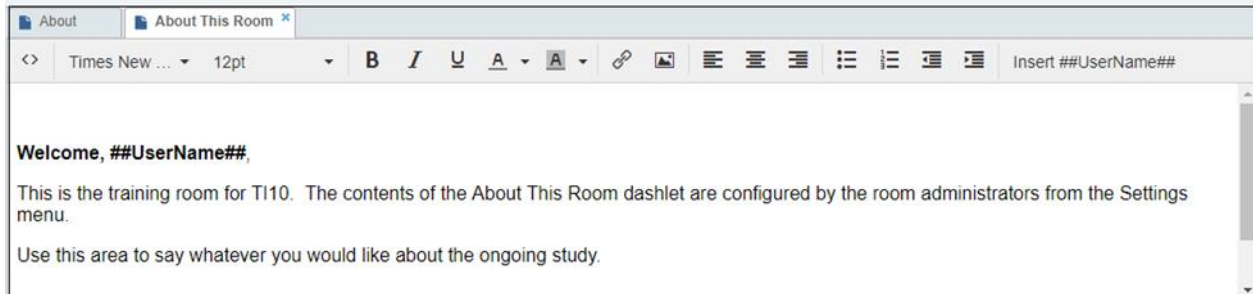 About About This Room ×
<> Times New ... 12pt B I U A A Insert ##UserName##
Welcome, ##UserName##,
This is the training room for TI10. The contents of the About This Room dashlet are configured by the room administrators from the Settings
menu.
Use this area to say whatever you would like about the ongoing study.